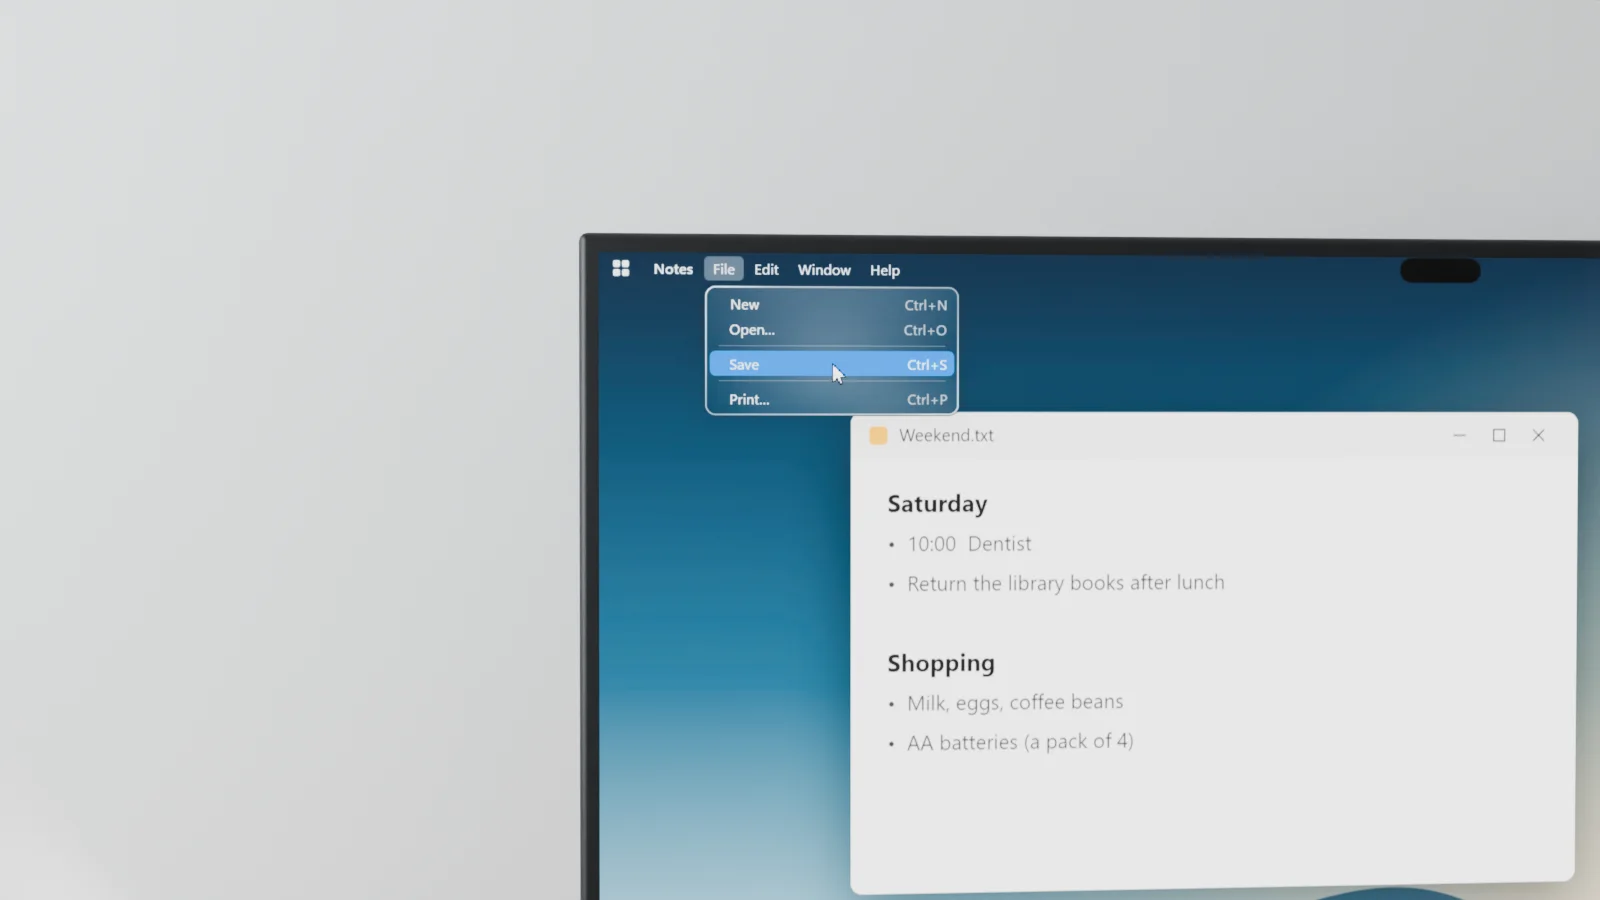 Notes File Edit Window Help
New Ctrl+N
Open... Ctrl+O
Save Ctrl+S
Print... Ctrl+P
Weekend.txt
Saturday
• 10:00 Dentist
• Return the library books after lunch
Shopping
• Milk, eggs, coffee beans
• AA batteries (a pack of 4)